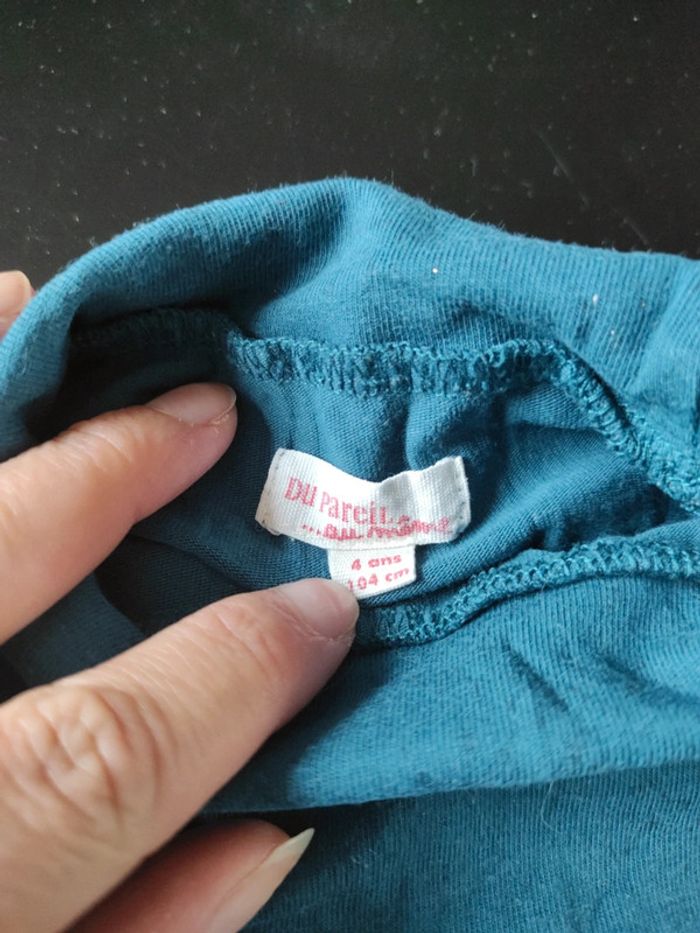 Du pareil
...au même
4 ans
104 cm